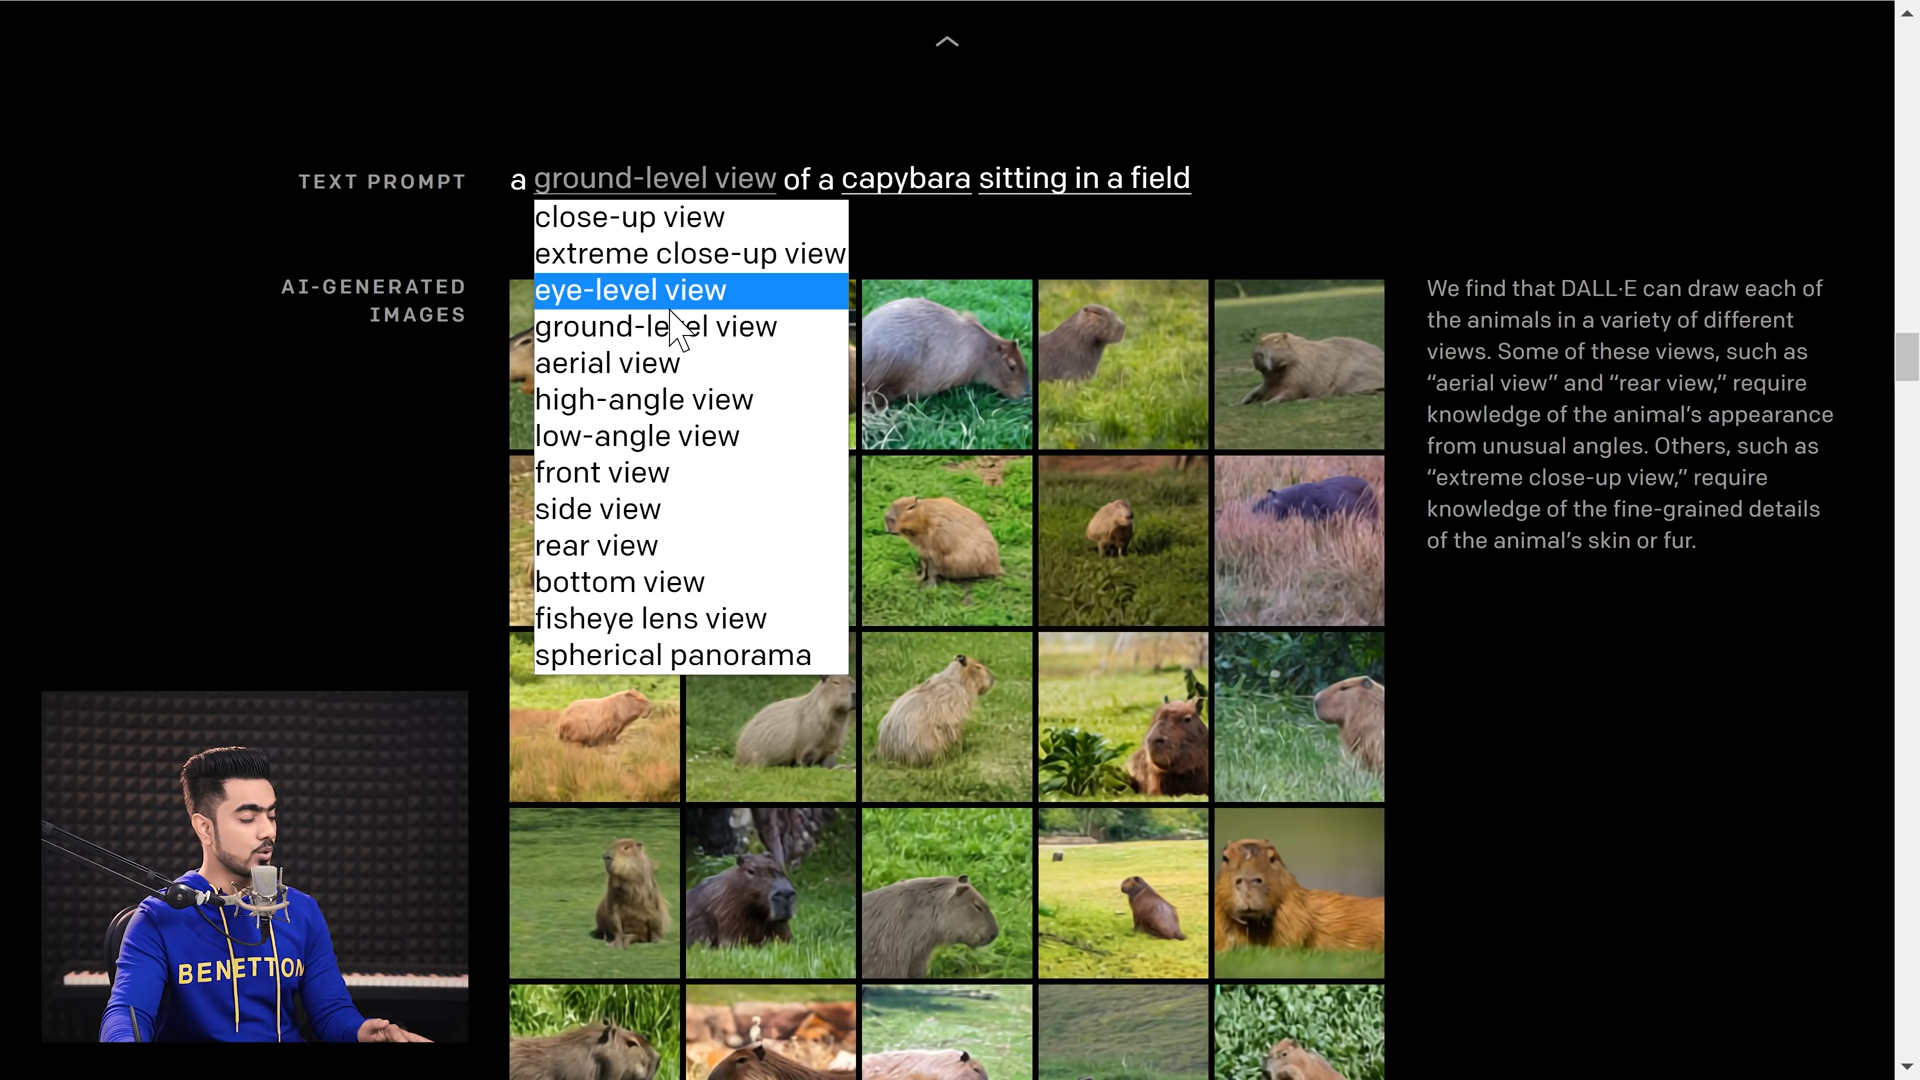 TEXT PROMPT
a ground-level view of a capybara sitting in a field
close-up view
extreme close-up view
eye-level view
ground-level view
aerial view
high-angle view
low-angle view
front view
side view
rear view
bottom view
fisheye lens view
spherical panorama
AI-GENERATED
IMAGES
We find that DALL·E can draw each of
the animals in a variety of different
views. Some of these views, such as
“aerial view” and “rear view,” require
knowledge of the animal’s appearance
from unusual angles. Others, such as
“extreme close-up view,” require
knowledge of the fine-grained details
of the animal’s skin or fur.
BENETTON